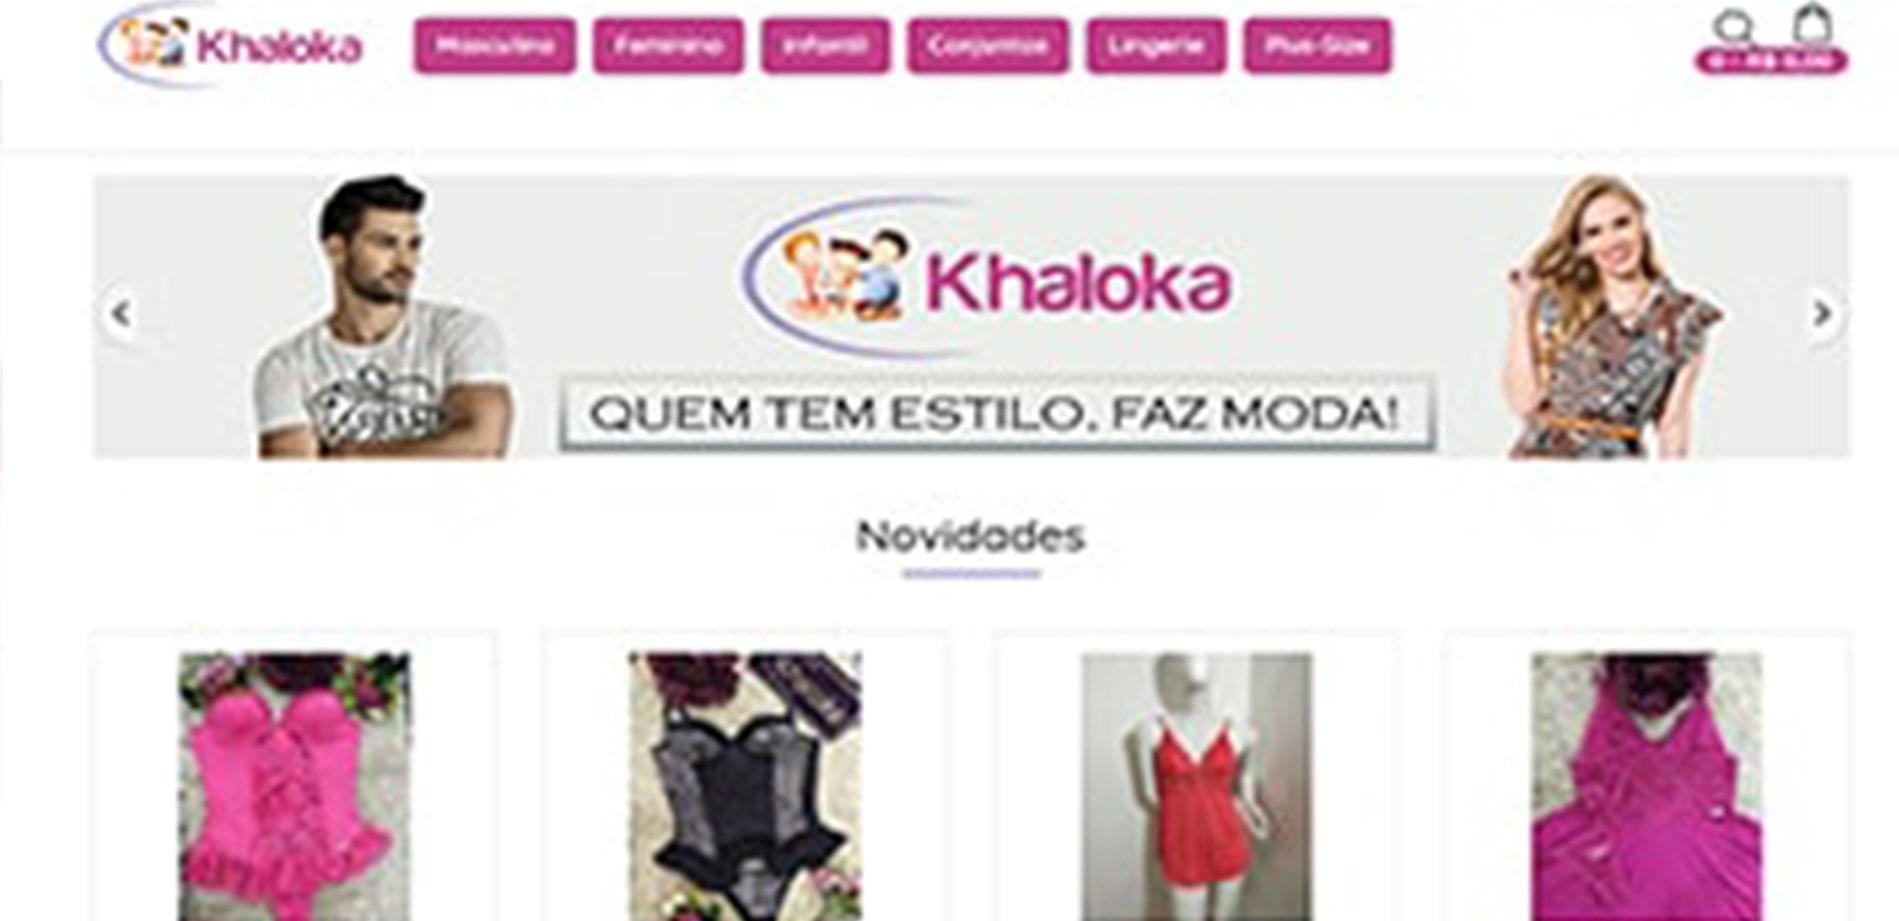 Khaloka
Masculino Feminino Infantil Conjuntos Lingerie Plus-Size
0 - R$ 0,00
Khaloka
QUEM TEM ESTILO, FAZ MODA!
Novidades